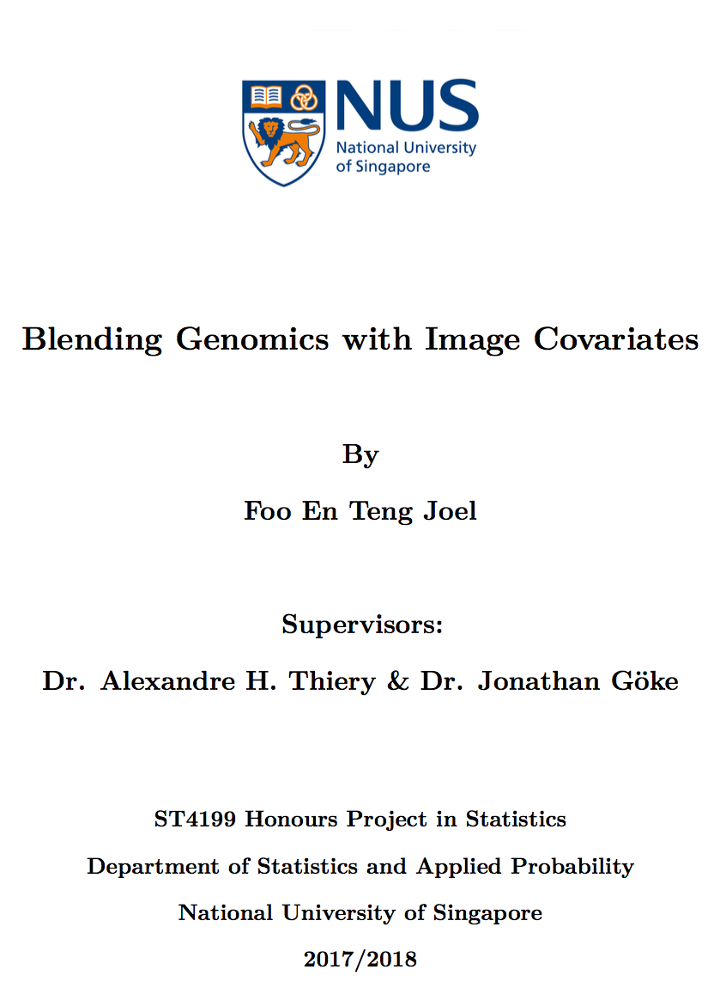 NUS
National University
of Singapore
Blending Genomics with Image Covariates
By
Foo En Teng Joel
Supervisors:
Dr. Alexandre H. Thiery & Dr. Jonathan Göke
ST4199 Honours Project in Statistics
Department of Statistics and Applied Probability
National University of Singapore
2017/2018